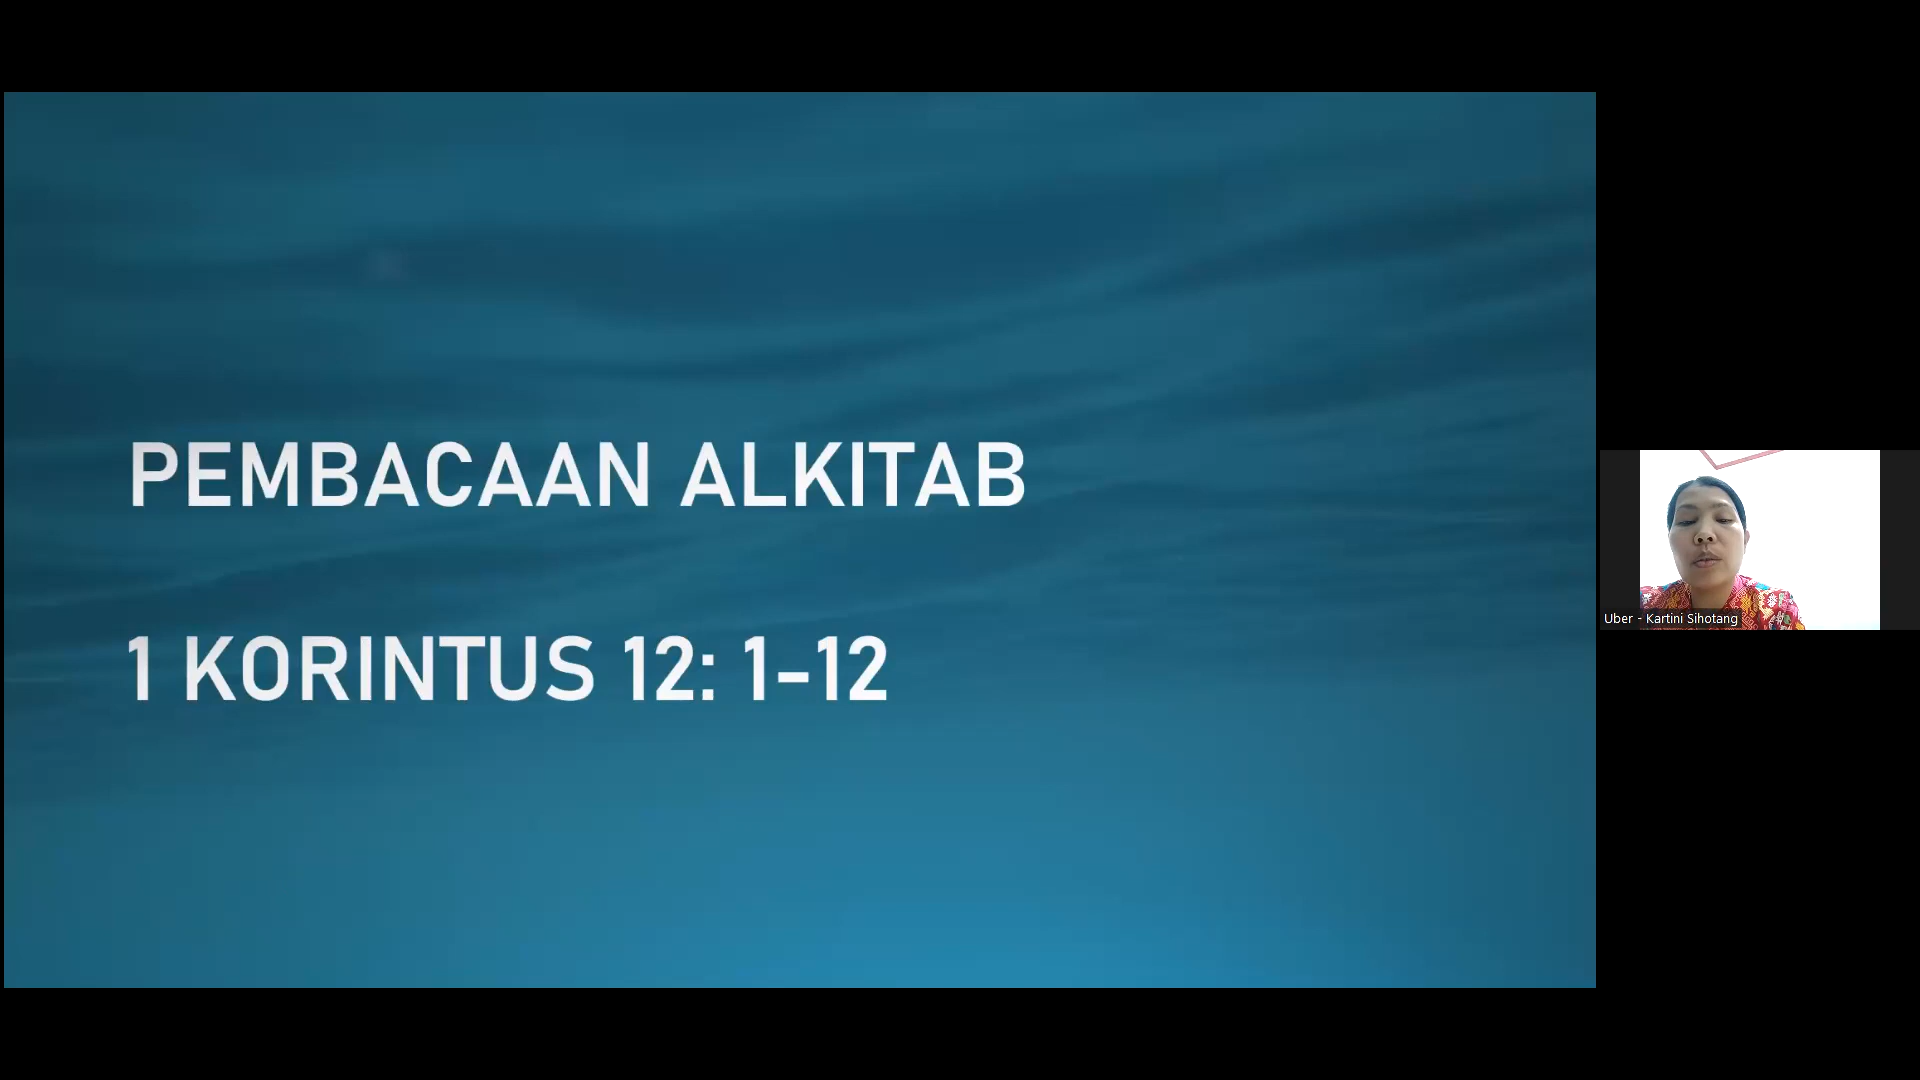 PEMBACAAN ALKITAB
1 KORINTUS 12: 1-12
Uber - Kartini Sihotang